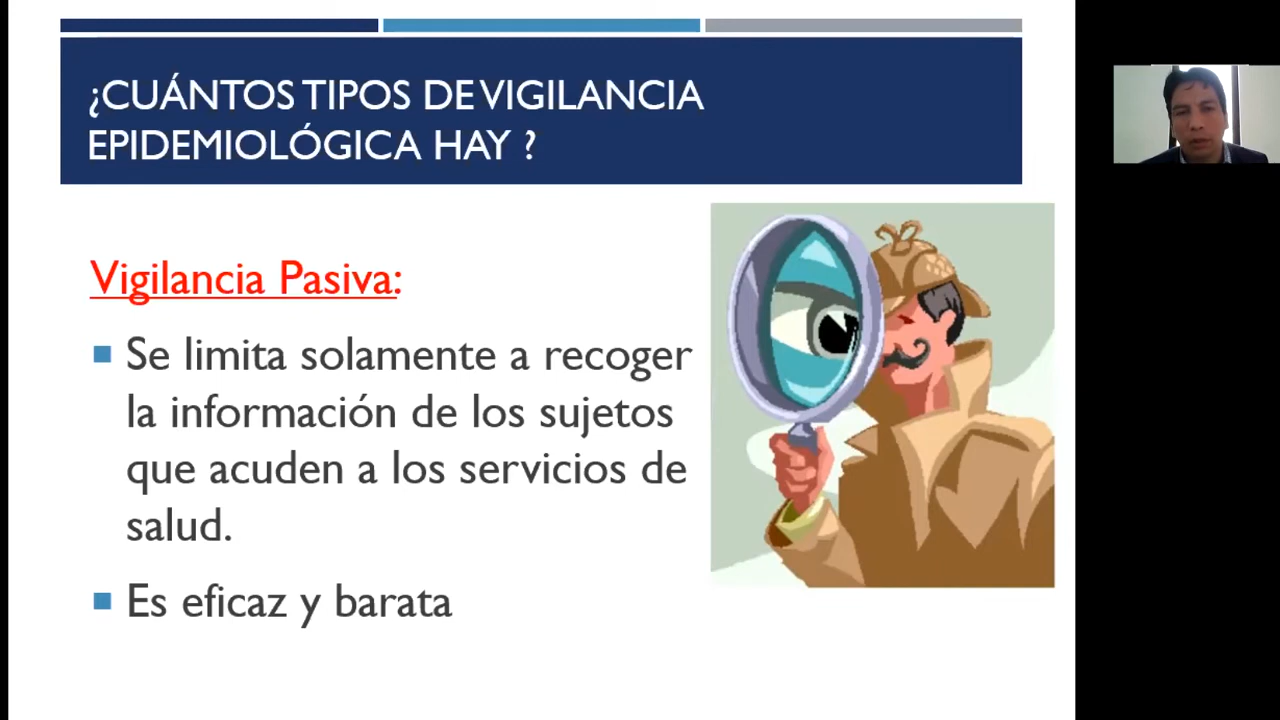 ¿CUÁNTOS TIPOS DE VIGILANCIA
EPIDEMIOLÓGICA HAY ?
Vigilancia Pasiva:
Se limita solamente a recoger
la información de los sujetos
que acuden a los servicios de
salud.
Es eficaz y barata